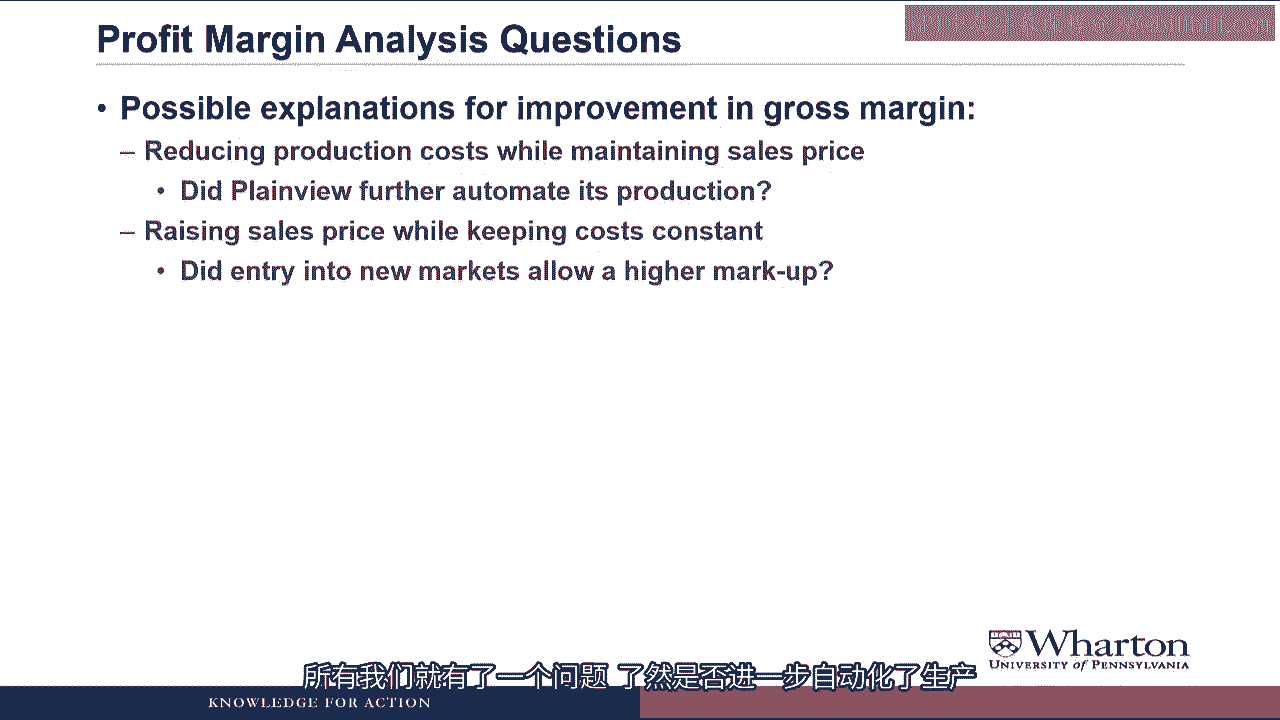 Profit Margin Analysis Questions
• Possible explanations for improvement in gross margin:
– Reducing production costs while maintaining sales price
• Did Plainview further automate its production?
– Raising sales price while keeping costs constant
• Did entry into new markets allow a higher mark-up?
Wharton
UNIVERSITY of PENNSYLVANIA
所有我们就有了一个问题 了然是否进一步自动化了生产
KNOWLEDGE FOR ACTION